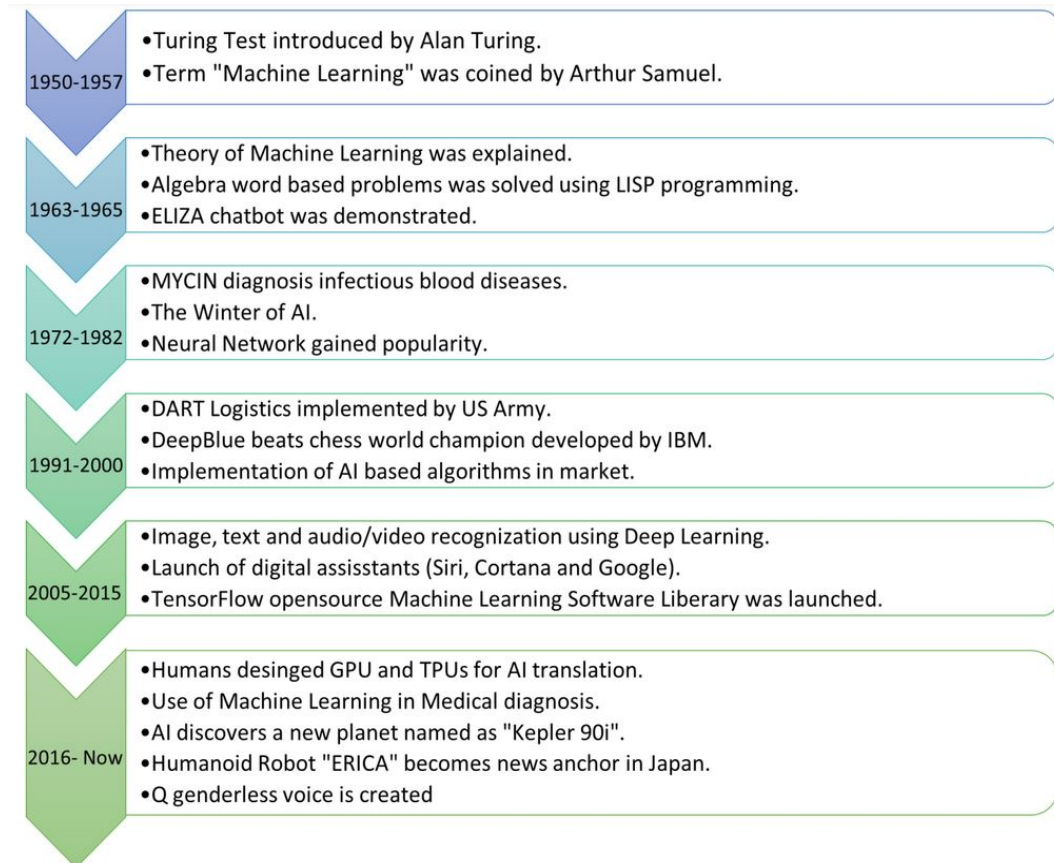 1950-1957
•Turing Test introduced by Alan Turing.
•Term "Machine Learning" was coined by Arthur Samuel.
1963-1965
•Theory of Machine Learning was explained.
•Algebra word based problems was solved using LISP programming.
•ELIZA chatbot was demonstrated.
1972-1982
•MYCIN diagnosis infectious blood diseases.
•The Winter of AI.
•Neural Network gained popularity.
1991-2000
•DART Logistics implemented by US Army.
•DeepBlue beats chess world champion developed by IBM.
•Implementation of AI based algorithms in market.
2005-2015
•Image, text and audio/video recognization using Deep Learning.
•Launch of digital assisstants (Siri, Cortana and Google).
•TensorFlow opensource Machine Learning Software Liberary was launched.
2016- Now
•Humans desinged GPU and TPUs for AI translation.
•Use of Machine Learning in Medical diagnosis.
•AI discovers a new planet named as "Kepler 90i".
•Humanoid Robot "ERICA" becomes news anchor in Japan.
•Q genderless voice is created